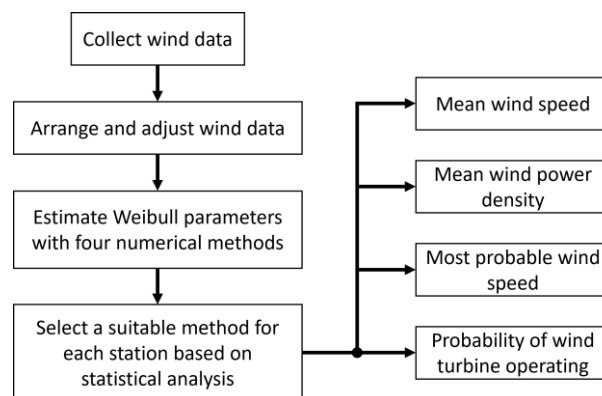 Collect wind data
Arrange and adjust wind data
Estimate Weibull parameters
with four numerical methods
Select a suitable method for
each station based on
statistical analysis
Mean wind speed
Mean wind power
density
Most probable wind
speed
Probability of wind
turbine operating